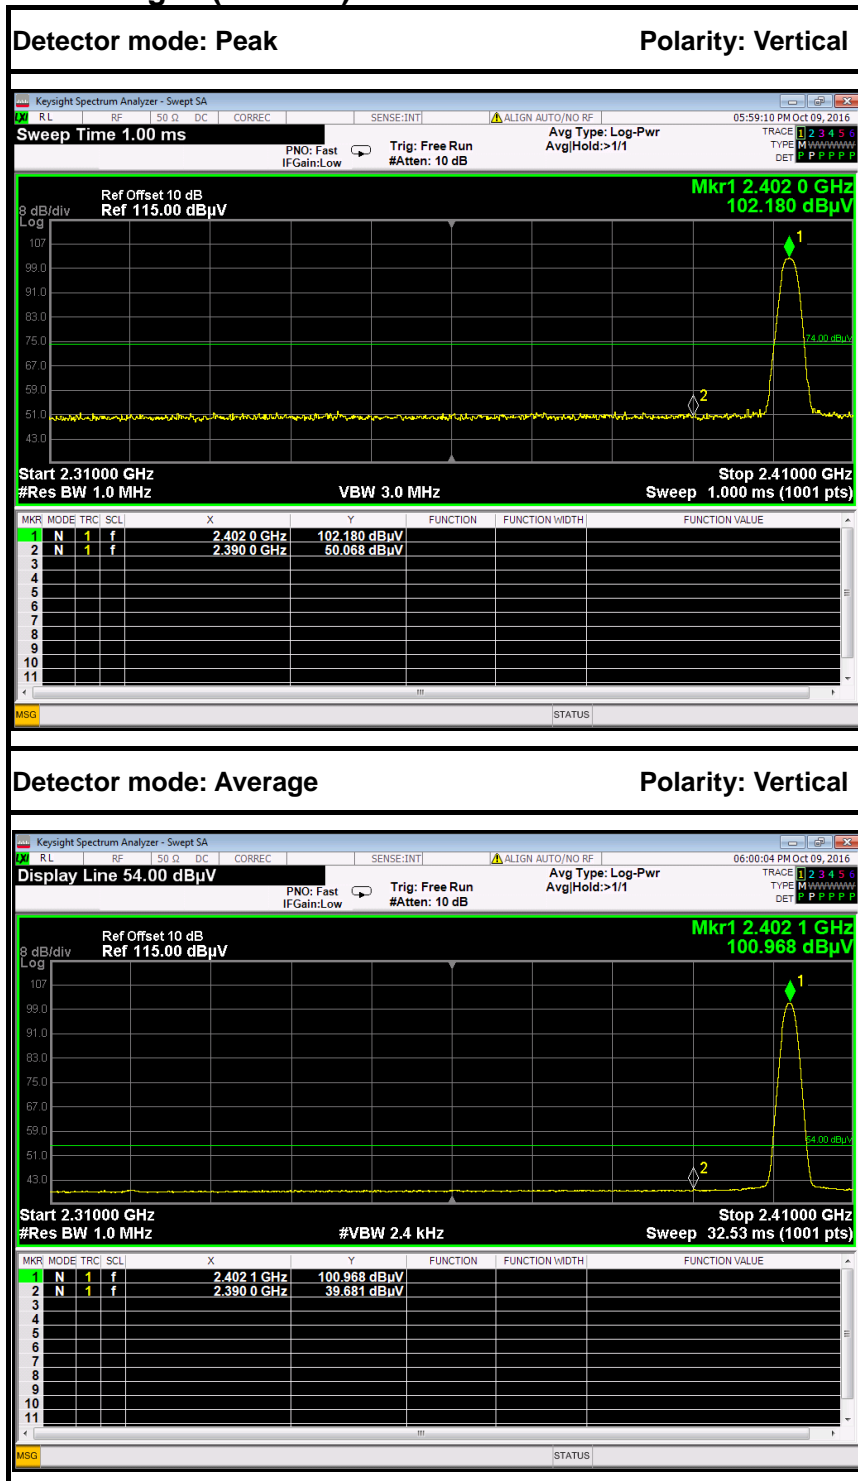 Detector mode: Peak Polarity: Vertical
Keysight Spectrum Analyzer - Swept SA
LXI RL RF 50 Ω DC CORREC SENSE:INT ALIGN AUTO/NO RF 05:59:10 PM Oct 09, 2016
Sweep Time 1.00 ms Avg Type: Log-Pwr TRACE 1 2 3 4 5 6
PNO: Fast Trig: Free Run Avg|Hold:>1/1 TYPE M WWWWW
IFGain:Low #Atten: 10 dB DET P P P P P P
Mkr1 2.402 0 GHz
Ref Offset 10 dB
8 dB/div Ref 115.00 dBµV 102.180 dBµV
Log
1
107
99.0
91.0
83.0
75.0 74.00 dBµV
67.0
59.0
2
51.0
43.0
Start 2.31000 GHz Stop 2.41000 GHz
#Res BW 1.0 MHz VBW 3.0 MHz Sweep 1.000 ms (1001 pts)
MKR MODE TRC SCL X Y FUNCTION FUNCTION WIDTH FUNCTION VALUE
1 N 1 f 2.402 0 GHz 102.180 dBµV
2 N 1 f 2.390 0 GHz 50.068 dBµV
3
4
5
6
7
8
9
10
11
MSG STATUS
Detector mode: Average Polarity: Vertical
Keysight Spectrum Analyzer - Swept SA
LXI RL RF 50 Ω DC CORREC SENSE:INT ALIGN AUTO/NO RF 06:00:04 PM Oct 09, 2016
Display Line 54.00 dBµV Avg Type: Log-Pwr TRACE 1 2 3 4 5 6
PNO: Fast Trig: Free Run Avg|Hold:>1/1 TYPE M WWWWW
IFGain:Low #Atten: 10 dB DET P P P P P P
Mkr1 2.402 1 GHz
Ref Offset 10 dB
8 dB/div Ref 115.00 dBµV 100.968 dBµV
Log
1
107
99.0
91.0
83.0
75.0
67.0
59.0
54.00 dBµV
51.0
2
43.0
Start 2.31000 GHz Stop 2.41000 GHz
#Res BW 1.0 MHz #VBW 2.4 kHz Sweep 32.53 ms (1001 pts)
MKR MODE TRC SCL X Y FUNCTION FUNCTION WIDTH FUNCTION VALUE
1 N 1 f 2.402 1 GHz 100.968 dBµV
2 N 1 f 2.390 0 GHz 39.681 dBµV
3
4
5
6
7
8
9
10
11
MSG STATUS